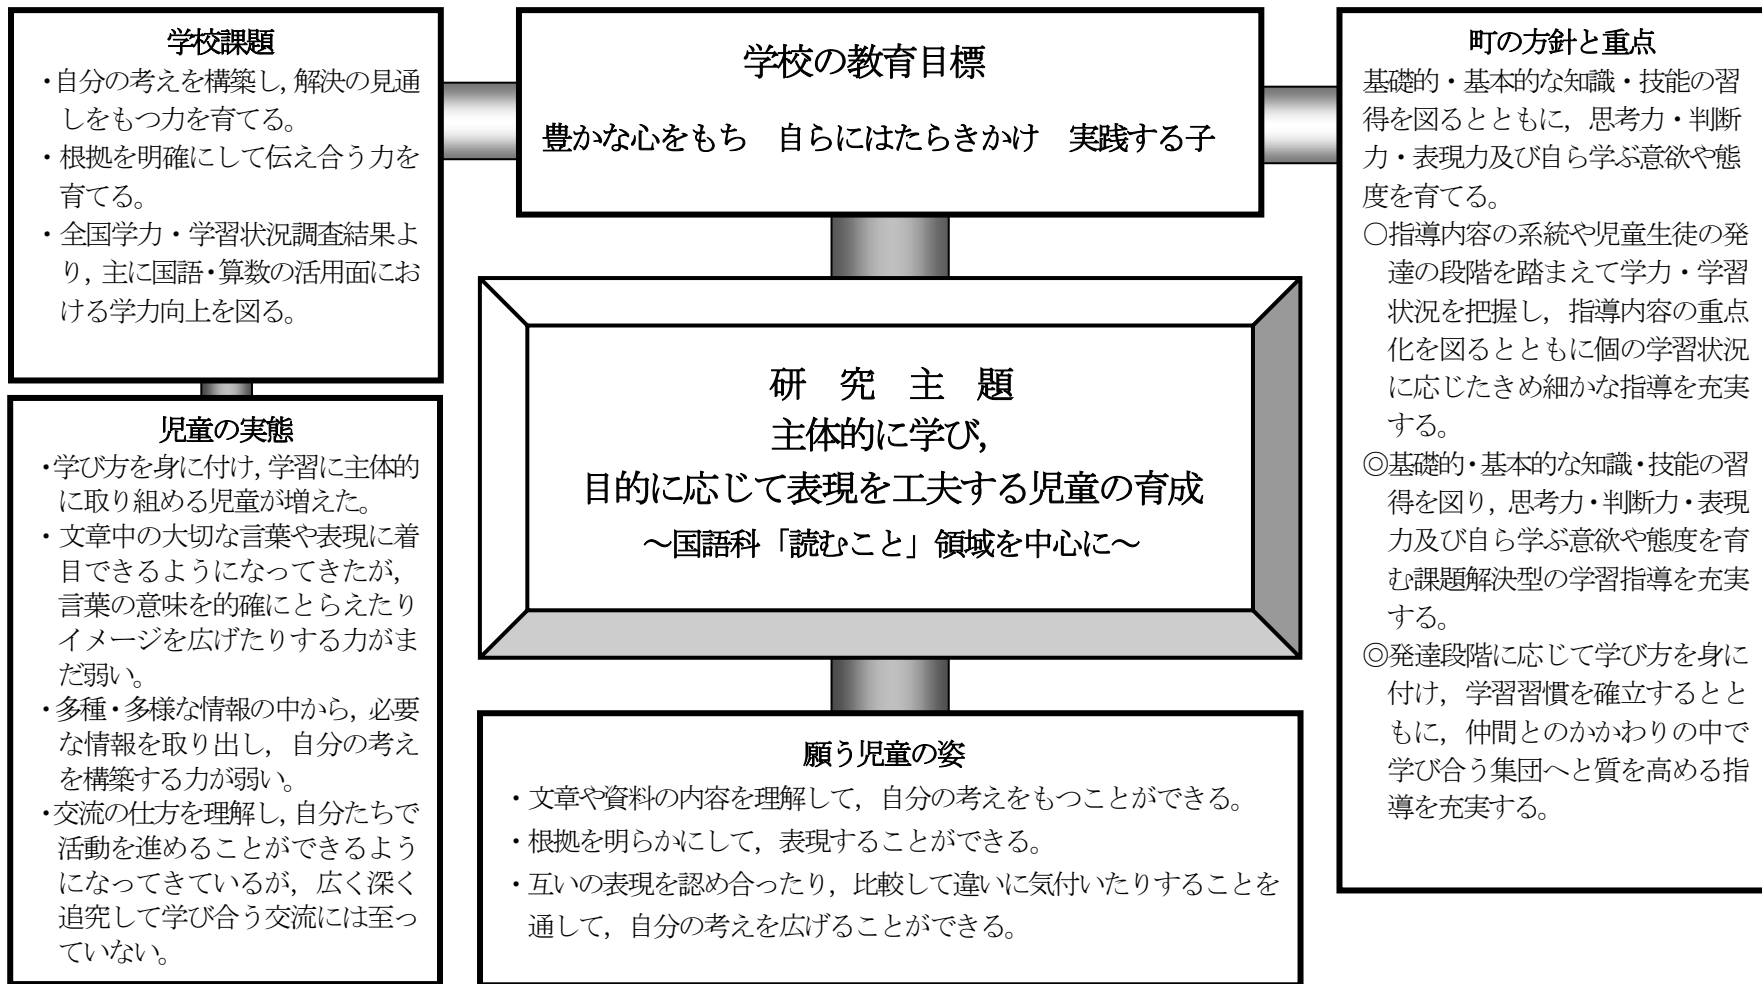 学校課題
・自分の考えを構築し，解決の見通
しをもつ力を育てる。
・根拠を明確にして伝え合う力を
育てる。
・全国学力・学習状況調査結果よ
り，主に国語・算数の活用面にお
ける学力向上を図る。
児童の実態
・学び方を身に付け，学習に主体的
に取り組める児童が増えた。
・文章中の大切な言葉や表現に着
目できるようになってきたが，
言葉の意味を的確にとらえたり
イメージを広げたりする力がま
だ弱い。
・多種・多様な情報の中から，必要
な情報を取り出し，自分の考え
を構築する力が弱い。
・交流の仕方を理解し，自分たちで
活動を進めることができるよう
になってきているが，広く深く
追究して学び合う交流には至っ
ていない。
学校の教育目標
豊かな心をもち　自らにはたらきかけ　実践する子
研　究　主　題
主体的に学び，
目的に応じて表現を工夫する児童の育成
～国語科「読むこと」領域を中心に～
願う児童の姿
・文章や資料の内容を理解して，自分の考えをもつことができる。
・根拠を明らかにして，表現することができる。
・互いの表現を認め合ったり，比較して違いに気付いたりすることを
通して，自分の考えを広げることができる。
町の方針と重点
基礎的・基本的な知識・技能の習
得を図るとともに，思考力・判断
力・表現力及び自ら学ぶ意欲や態
度を育てる。
○指導内容の系統や児童生徒の発
達の段階を踏まえて学力・学習
状況を把握し，指導内容の重点
化を図るとともに個の学習状況
に応じたきめ細かな指導を充実
する。
◎基礎的・基本的な知識・技能の習
得を図り，思考力・判断力・表現
力及び自ら学ぶ意欲や態度を育
む課題解決型の学習指導を充実
する。
◎発達段階に応じて学び方を身に
付け，学習習慣を確立するとと
もに，仲間とのかかわりの中で
学び合う集団へと質を高める指
導を充実する。